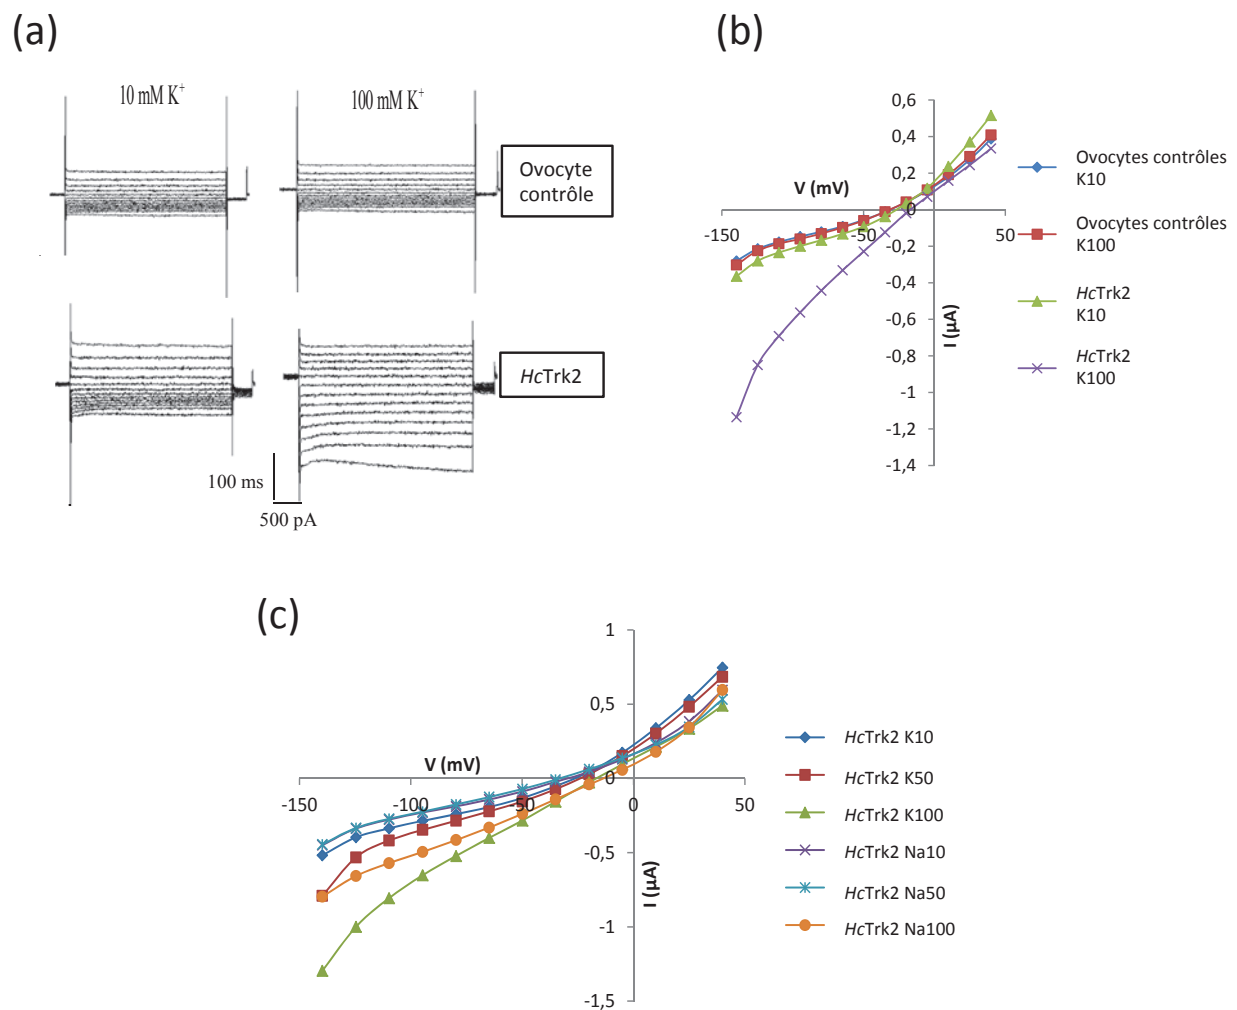 (a)
10 mM K+
100 mM K+
Ovocyte
contrôle
HcTrk2
100 ms
500 pA
(b)
0,6
0,4
0,2
0
-0,2
-0,4
-0,6
-0,8
-1
-1,2
-1,4
-150
-50
50
V (mV)
I (µA)
Ovocytes contrôles
K10
Ovocytes contrôles
K100
HcTrk2
K10
HcTrk2
K100
(c)
1
0,5
0
-0,5
-1
-1,5
-150
-100
-50
0
50
V (mV)
I (µA)
HcTrk2 K10
HcTrk2 K50
HcTrk2 K100
HcTrk2 Na10
HcTrk2 Na50
HcTrk2 Na100